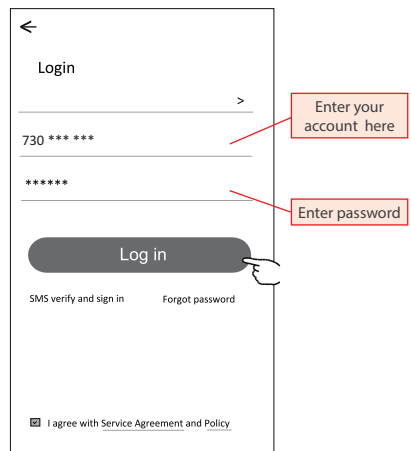 Login
>
730 *** ***
Enter your
account here
******
Enter password
Log in
SMS verify and sign in
Forgot password
I agree with Service Agreement and Policy